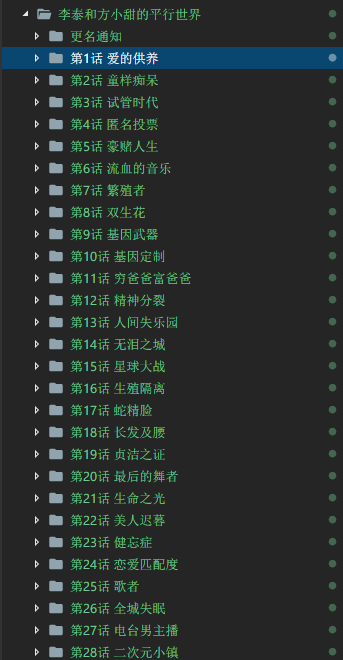 李泰和方小甜的平行世界
更名通知
第1话 爱的供养
第2话 童样痴呆
第3话 试管时代
第4话 匿名投票
第5话 豪赌人生
第6话 流血的音乐
第7话 繁殖者
第8话 双生花
第9话 基因武器
第10话 基因定制
第11话 穷爸爸富爸爸
第12话 精神分裂
第13话 人间失乐园
第14话 无泪之城
第15话 星球大战
第16话 生殖隔离
第17话 蛇精脸
第18话 长发及腰
第19话 贞洁之证
第20话 最后的舞者
第21话 生命之光
第22话 美人迟暮
第23话 健忘症
第24话 恋爱匹配度
第25话 歌者
第26话 全城失眠
第27话 电台男主播
第28话 二次元小镇